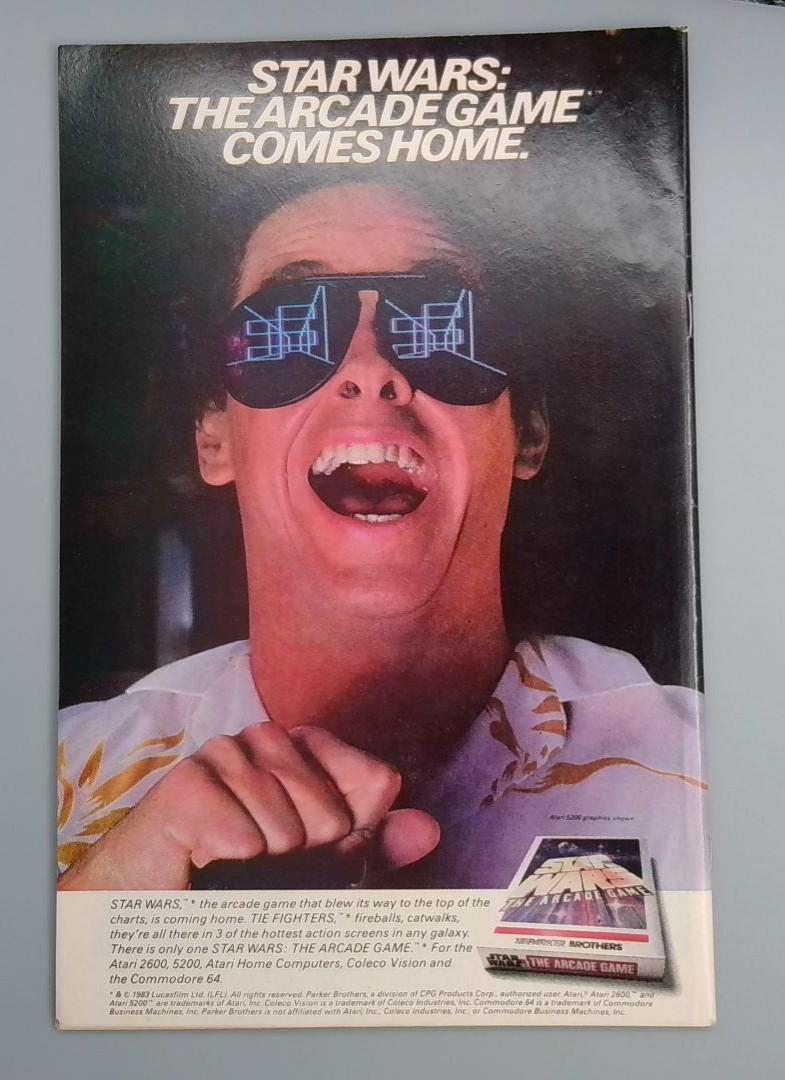 STAR WARS:
THE ARCADE GAME™
COMES HOME.
Atari 5200 graphics shown
STAR WARS,™* the arcade game that blew its way to the top of the
charts, is coming home. TIE FIGHTERS,™* fireballs, catwalks,
they're all there in 3 of the hottest action screens in any galaxy.
There is only one STAR WARS: THE ARCADE GAME.™* For the
Atari 2600, 5200, Atari Home Computers, Coleco Vision and
the Commodore 64.
STAR
WARS
THE ARCADE GAME
PARKER BROTHERS
STAR
WARS
THE ARCADE GAME
* & © 1983 Lucasfilm Ltd. (LFL). All rights reserved. Parker Brothers, a division of CPG Products Corp., authorized user. Atari,® Atari 2600,™ and
Atari 5200™ are trademarks of Atari, Inc. Coleco Vision is a trademark of Coleco Industries, Inc. Commodore 64 is a trademark of Commodore
Business Machines, Inc. Parker Brothers is not affiliated with Atari, Inc., Coleco Industries, Inc., or Commodore Business Machines, Inc.